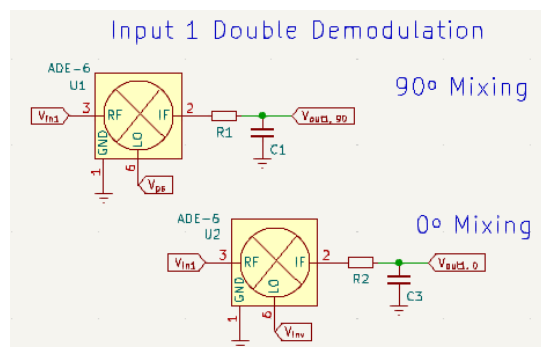 Input 1 Double Demodulation
ADE-6
U1
90º Mixing
Vin1
3
RF
IF
2
R1
Vout1, 90
C1
GND
LO
1
6
Vps
ADE-6
U2
0º Mixing
Vin1
3
RF
IF
2
R2
Vout1, 0
C3
GND
LO
1
6
Vinv